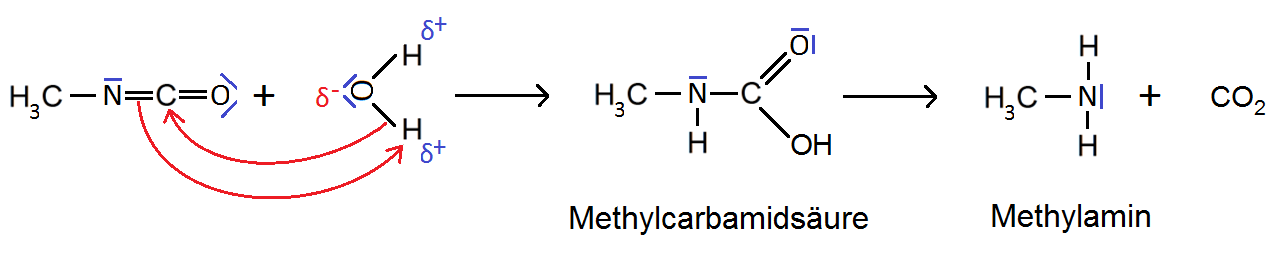 H₃C–N=C=O + H O H δ⁺ δ⁻ δ⁺ → H₃C–N–C O OH H → H₃C–N H H + CO₂
Methylcarbamidsäure Methylamin